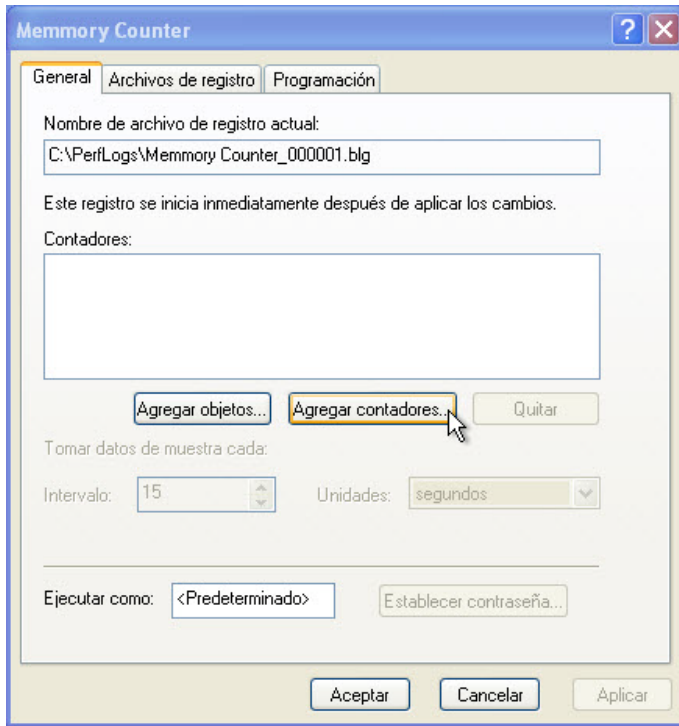 Memmory Counter
General Archivos de registro Programación
Nombre de archivo de registro actual:
C:\PerfLogs\Memmory Counter_000001.blg
Este registro se inicia inmediatamente después de aplicar los cambios.
Contadores:
Agregar objetos... Agregar contadores... Quitar
Tomar datos de muestra cada:
Intervalo: 15 Unidades: segundos
Ejecutar como: <Predeterminado> Establecer contraseña...
Aceptar Cancelar Aplicar